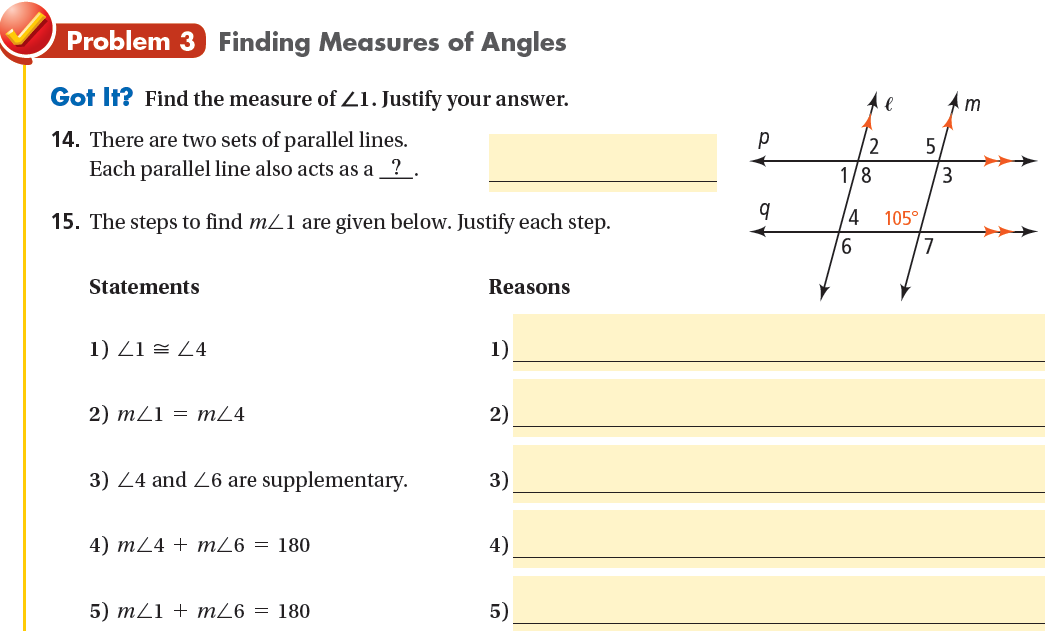 Problem 3 Finding Measures of Angles
Got It? Find the measure of ∠1. Justify your answer.
14. There are two sets of parallel lines.
Each parallel line also acts as a ? .
15. The steps to find m∠1 are given below. Justify each step.
ℓ
m
p
2
5
1
8
3
q
4
105°
6
7
Statements
Reasons
1) ∠1 ≅ ∠4
1)
2) m∠1 = m∠4
2)
3) ∠4 and ∠6 are supplementary.
3)
4) m∠4 + m∠6 = 180
4)
5) m∠1 + m∠6 = 180
5)